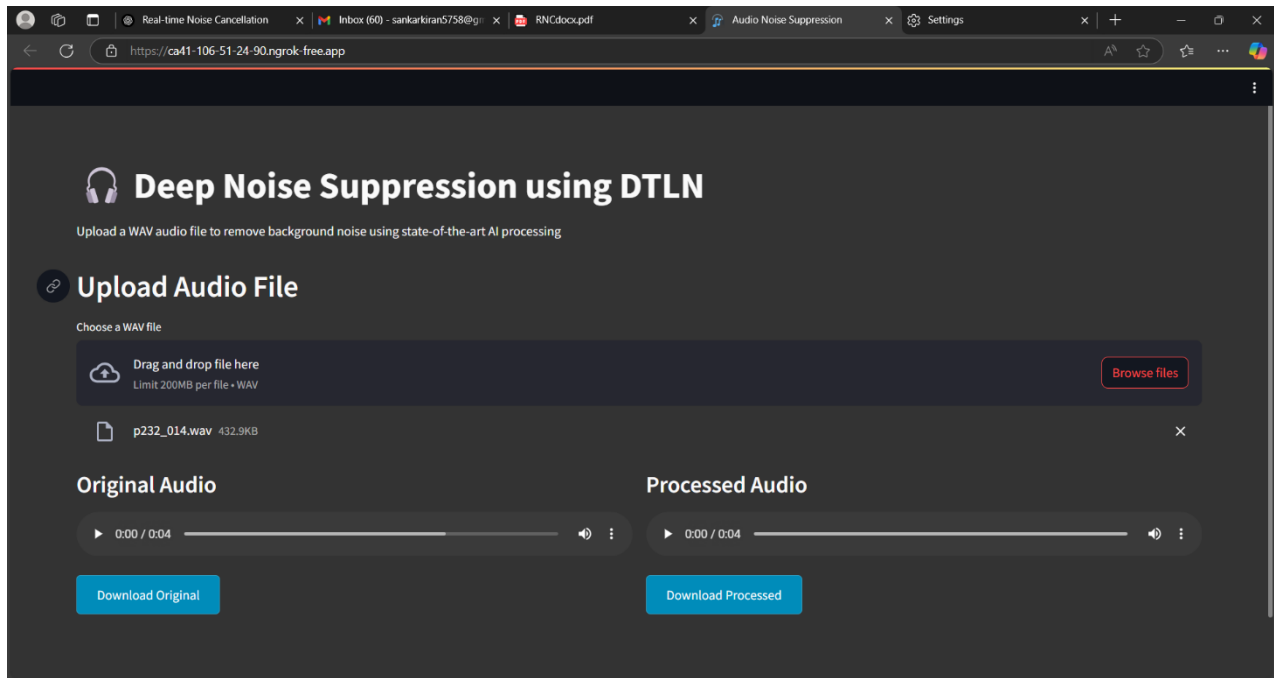 Real-time Noise Cancellation
Inbox (60) - sankarkiran5758@gm
RNCdocx.pdf
Audio Noise Suppression
Settings
https://ca41-106-51-24-90.ngrok-free.app
Deep Noise Suppression using DTLN
Upload a WAV audio file to remove background noise using state-of-the-art AI processing
Upload Audio File
Choose a WAV file
Drag and drop file here
Limit 200MB per file • WAV
Browse files
p232_014.wav 432.9KB
Original Audio
Processed Audio
0:00 / 0:04
0:00 / 0:04
Download Original
Download Processed